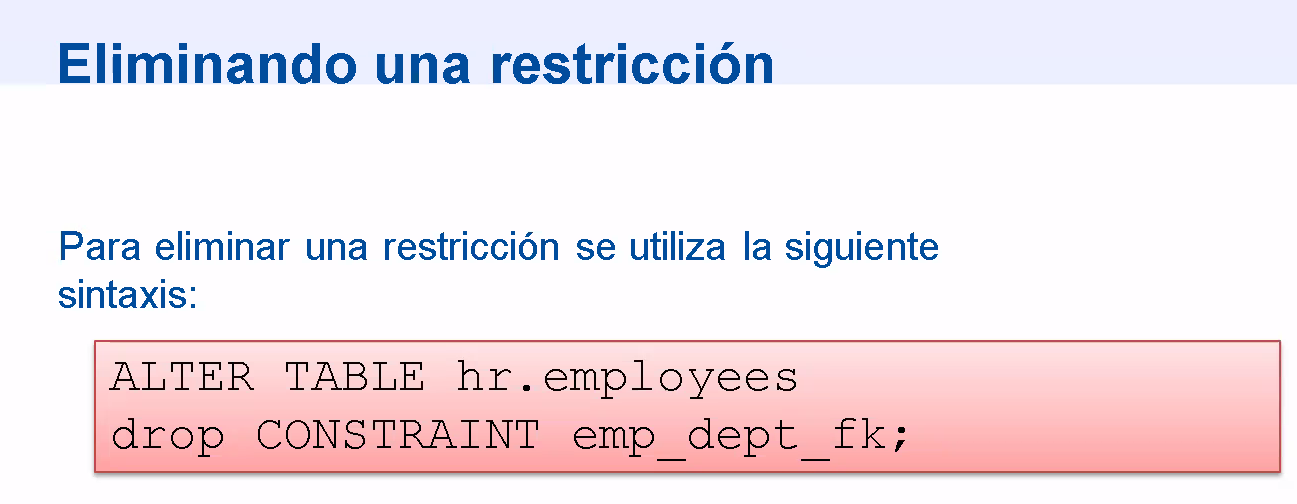 Eliminando una restricción
Para eliminar una restricción se utiliza la siguiente
sintaxis:
ALTER TABLE hr.employees
drop CONSTRAINT emp_dept_fk;